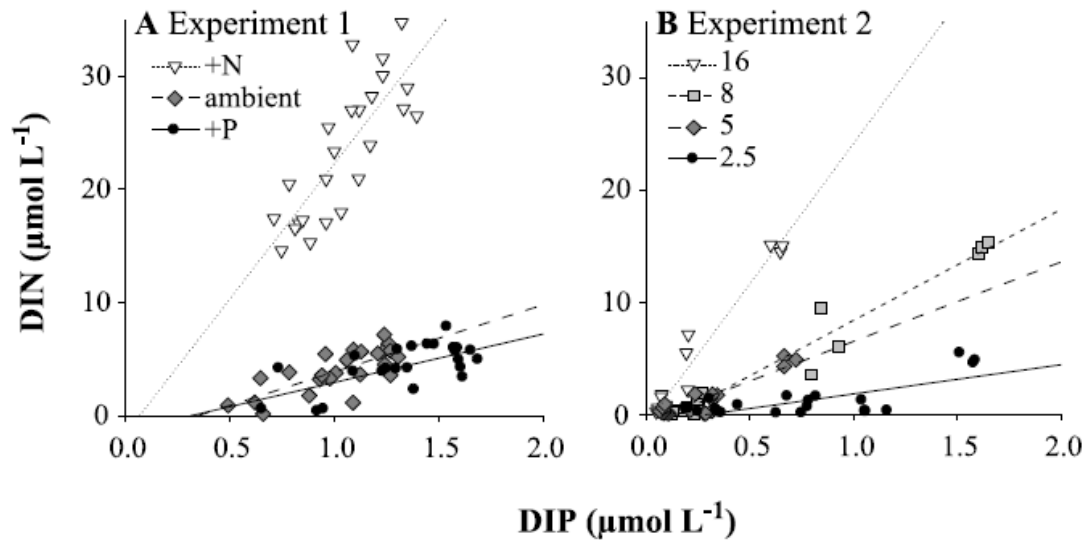 A Experiment 1
+N
ambient
+P
B Experiment 2
16
8
5
2.5
DIN (µmol L⁻¹)
30
20
10
0
0.0 0.5 1.0 1.5 2.0
0.0 0.5 1.0 1.5 2.0
30
20
10
0
DIP (µmol L⁻¹)